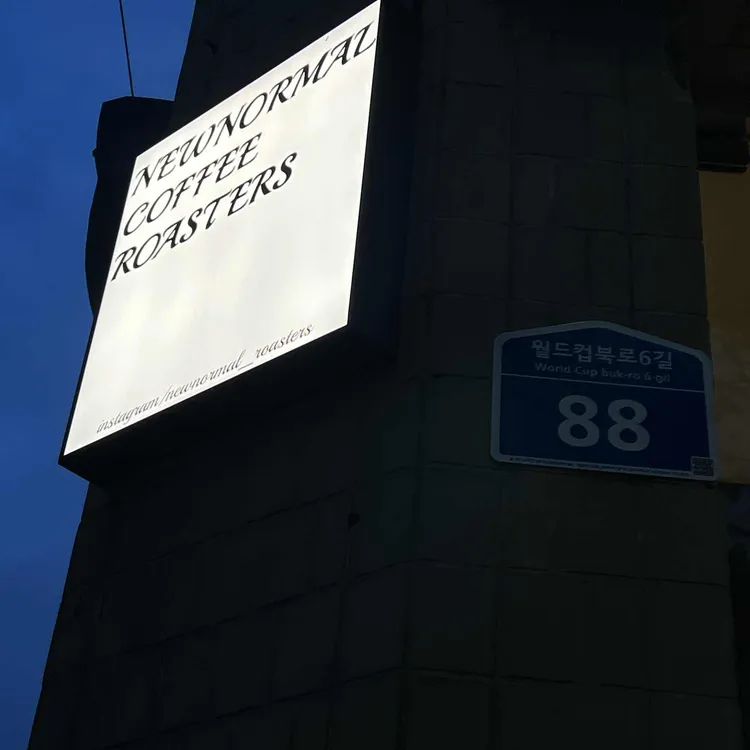 NEWNORMAL
COFFEE
ROASTERS
instagram/newnormal_roasters
월드컵북로6길
World Cup buk-ro 6-gil
88